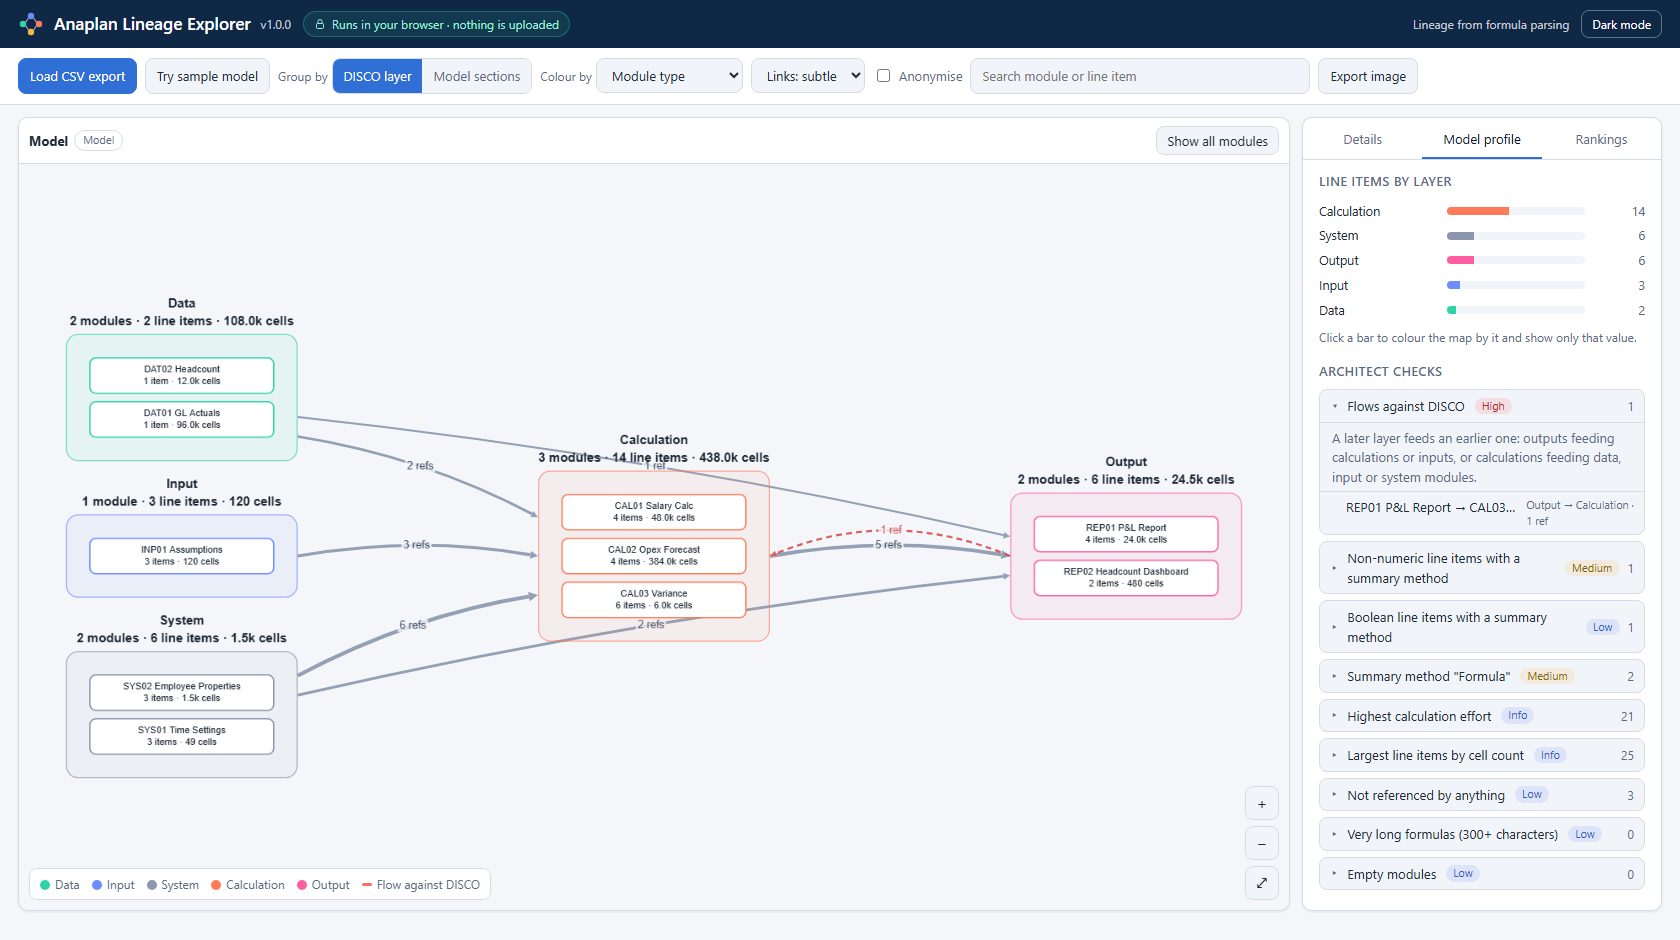 Anaplan Lineage Explorer v1.0.0 Runs in your browser · nothing is uploaded Lineage from formula parsing Dark mode
Load CSV export Try sample model Group by DISCO layer Model sections Colour by Module type Links: subtle Anonymise Search module or line item Export image
Model Model Show all modules
Data
2 modules · 2 line items · 108.0k cells
DAT02 Headcount
1 item · 12.0k cells
DAT01 GL Actuals
1 item · 96.0k cells
Input
1 module · 3 line items · 120 cells
INP01 Assumptions
3 items · 120 cells
System
2 modules · 6 line items · 1.5k cells
SYS02 Employee Properties
3 items · 1.5k cells
SYS01 Time Settings
3 items · 49 cells
2 refs
3 refs
6 refs
Calculation
3 modules · 14 line items · 438.0k cells
1 ref
CAL01 Salary Calc
4 items · 48.0k cells
CAL02 Opex Forecast
4 items · 384.0k cells
CAL03 Variance
6 items · 6.0k cells
2 refs
1 ref
5 refs
Output
2 modules · 6 line items · 24.5k cells
REP01 P&L Report
4 items · 24.0k cells
REP02 Headcount Dashboard
2 items · 480 cells
+
−
Data Input System Calculation Output Flow against DISCO
Details Model profile Rankings
LINE ITEMS BY LAYER
Calculation 14
System 6
Output 6
Input 3
Data 2
Click a bar to colour the map by it and show only that value.
ARCHITECT CHECKS
Flows against DISCO High 1
A later layer feeds an earlier one: outputs feeding
calculations or inputs, or calculations feeding data,
input or system modules.
REP01 P&L Report → CAL03... Output → Calculation ·
1 ref
Non-numeric line items with a
summary method Medium 1
Boolean line items with a summary
method Low 1
Summary method "Formula" Medium 2
Highest calculation effort Info 21
Largest line items by cell count Info 25
Not referenced by anything Low 3
Very long formulas (300+ characters) Low 0
Empty modules Low 0